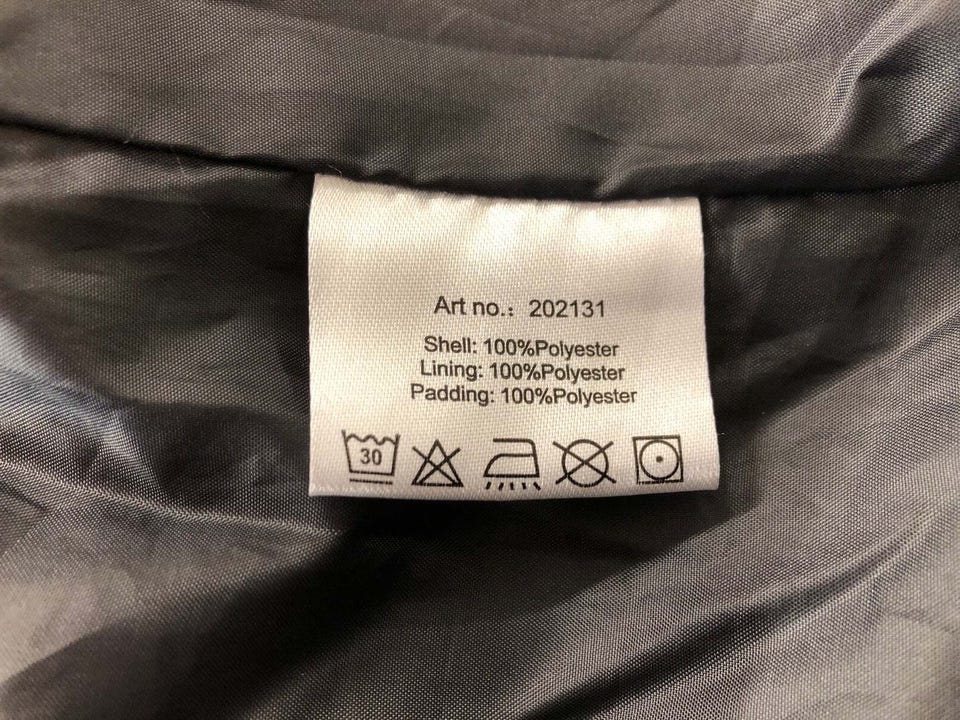 Art no.: 202131
Shell: 100%Polyester
Lining: 100%Polyester
Padding: 100%Polyester
30